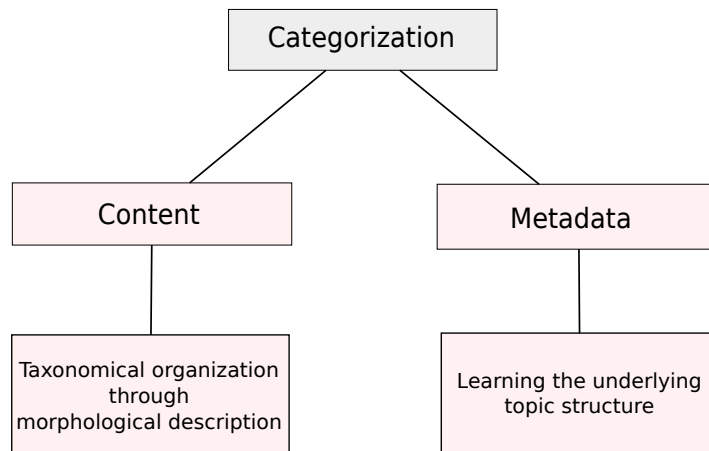 Categorization
Content
Metadata
Taxonomical organization
through
morphological description
Learning the underlying
topic structure